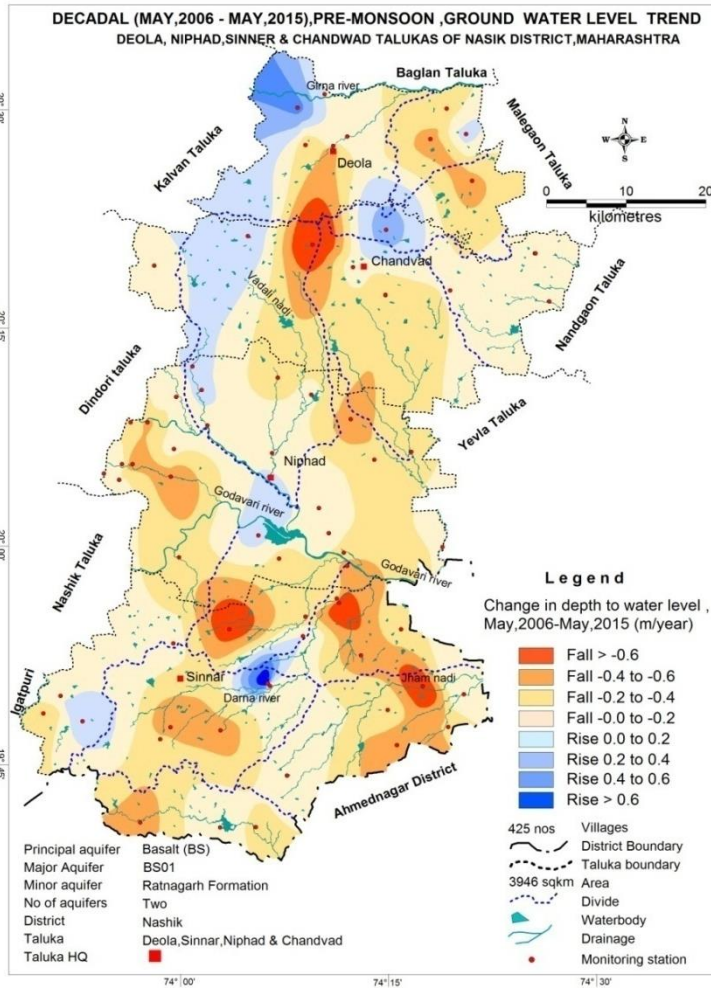 DECADAL (MAY,2006 - MAY,2015),PRE-MONSOON ,GROUND WATER LEVEL TREND
DEOLA, NIPHAD,SINNER & CHANDWAD TALUKAS OF NASIK DISTRICT,MAHARASHTRA
Baglan Taluka
Girna river
Malegaon Taluka
N
W E
S
Kalvan Taluka
Deola
0 10 20
kilometres
Chandvad
Nandgaon Taluka
Vadali nadi
Dindori taluka
Yevla Taluka
Niphad
Godavari river
Nashik Taluka
Godavari river
Legend
Change in depth to water level ,
May,2006-May,2015 (m/year)
Fall > -0.6
Fall -0.4 to -0.6
Fall -0.2 to -0.4
Fall -0.0 to -0.2
Rise 0.0 to 0.2
Rise 0.2 to 0.4
Rise 0.4 to 0.6
Rise > 0.6
Sinnar
Jham nadi
Darna river
Igatpuri
Ahmednagar District
425 nos Villages
District Boundary
Taluka boundary
3946 sqkm Area
Divide
Waterbody
Drainage
Monitoring station
Principal aquifer Basalt (BS)
Major Aquifer BS01
Minor aquifer Ratnagarh Formation
No of aquifers Two
District Nashik
Taluka Deola,Sinnar,Niphad & Chandvad
Taluka HQ
74° 00' 74° 15' 74° 30'